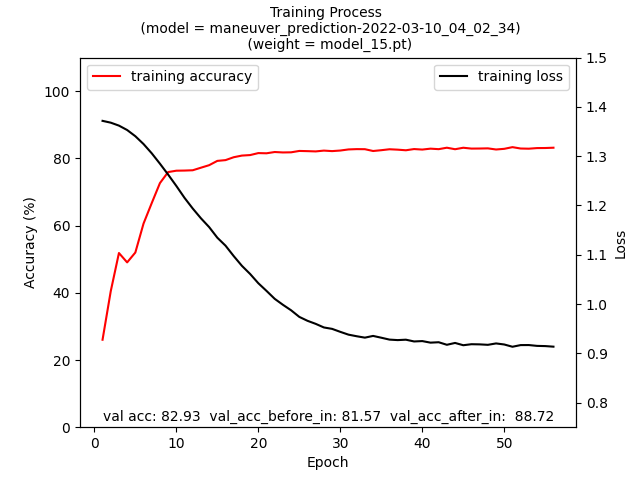 Training Process
(model = maneuver_prediction-2022-03-10_04_02_34)
(weight = model_15.pt)
training accuracy
training loss
100
80
60
40
20
0
Accuracy (%)
1.5
1.4
1.3
1.2
1.1
1.0
0.9
0.8
Loss
val acc: 82.93  val_acc_before_in: 81.57  val_acc_after_in:  88.72
0 10 20 30 40 50
Epoch